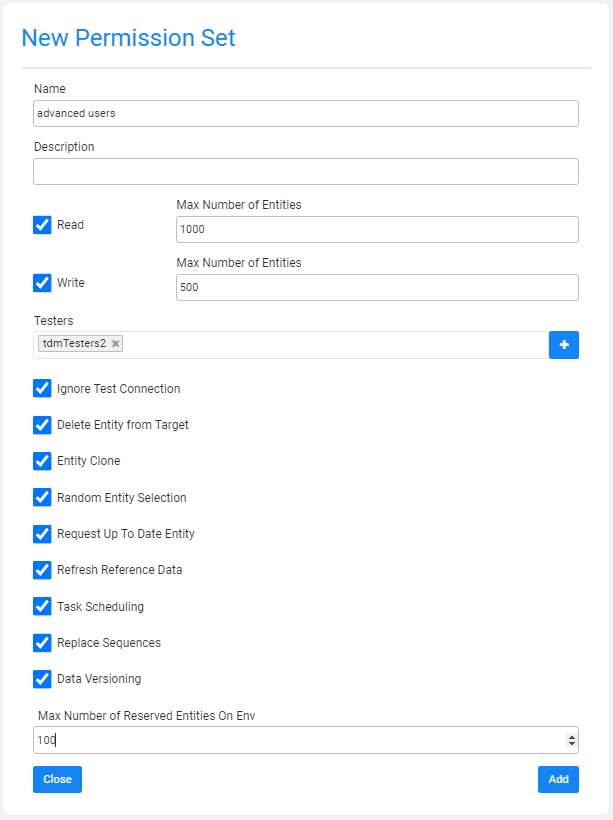 New Permission Set
Name
advanced users
Description
Max Number of Entities
Read
1000
Max Number of Entities
Write
500
Testers
tdmTesters2
Ignore Test Connection
Delete Entity from Target
Entity Clone
Random Entity Selection
Request Up To Date Entity
Refresh Reference Data
Task Scheduling
Replace Sequences
Data Versioning
Max Number of Reserved Entities On Env
100
Close Add